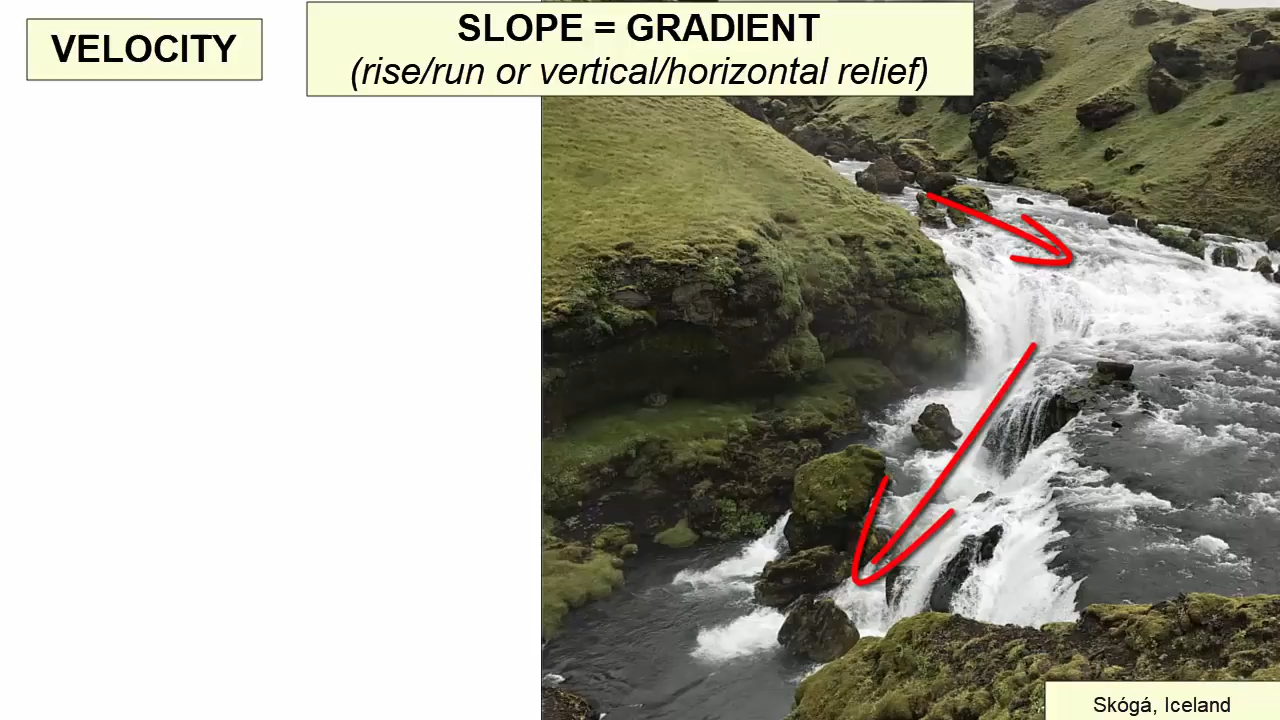 VELOCITY
SLOPE = GRADIENT
(rise/run or vertical/horizontal relief)
Skógá, Iceland